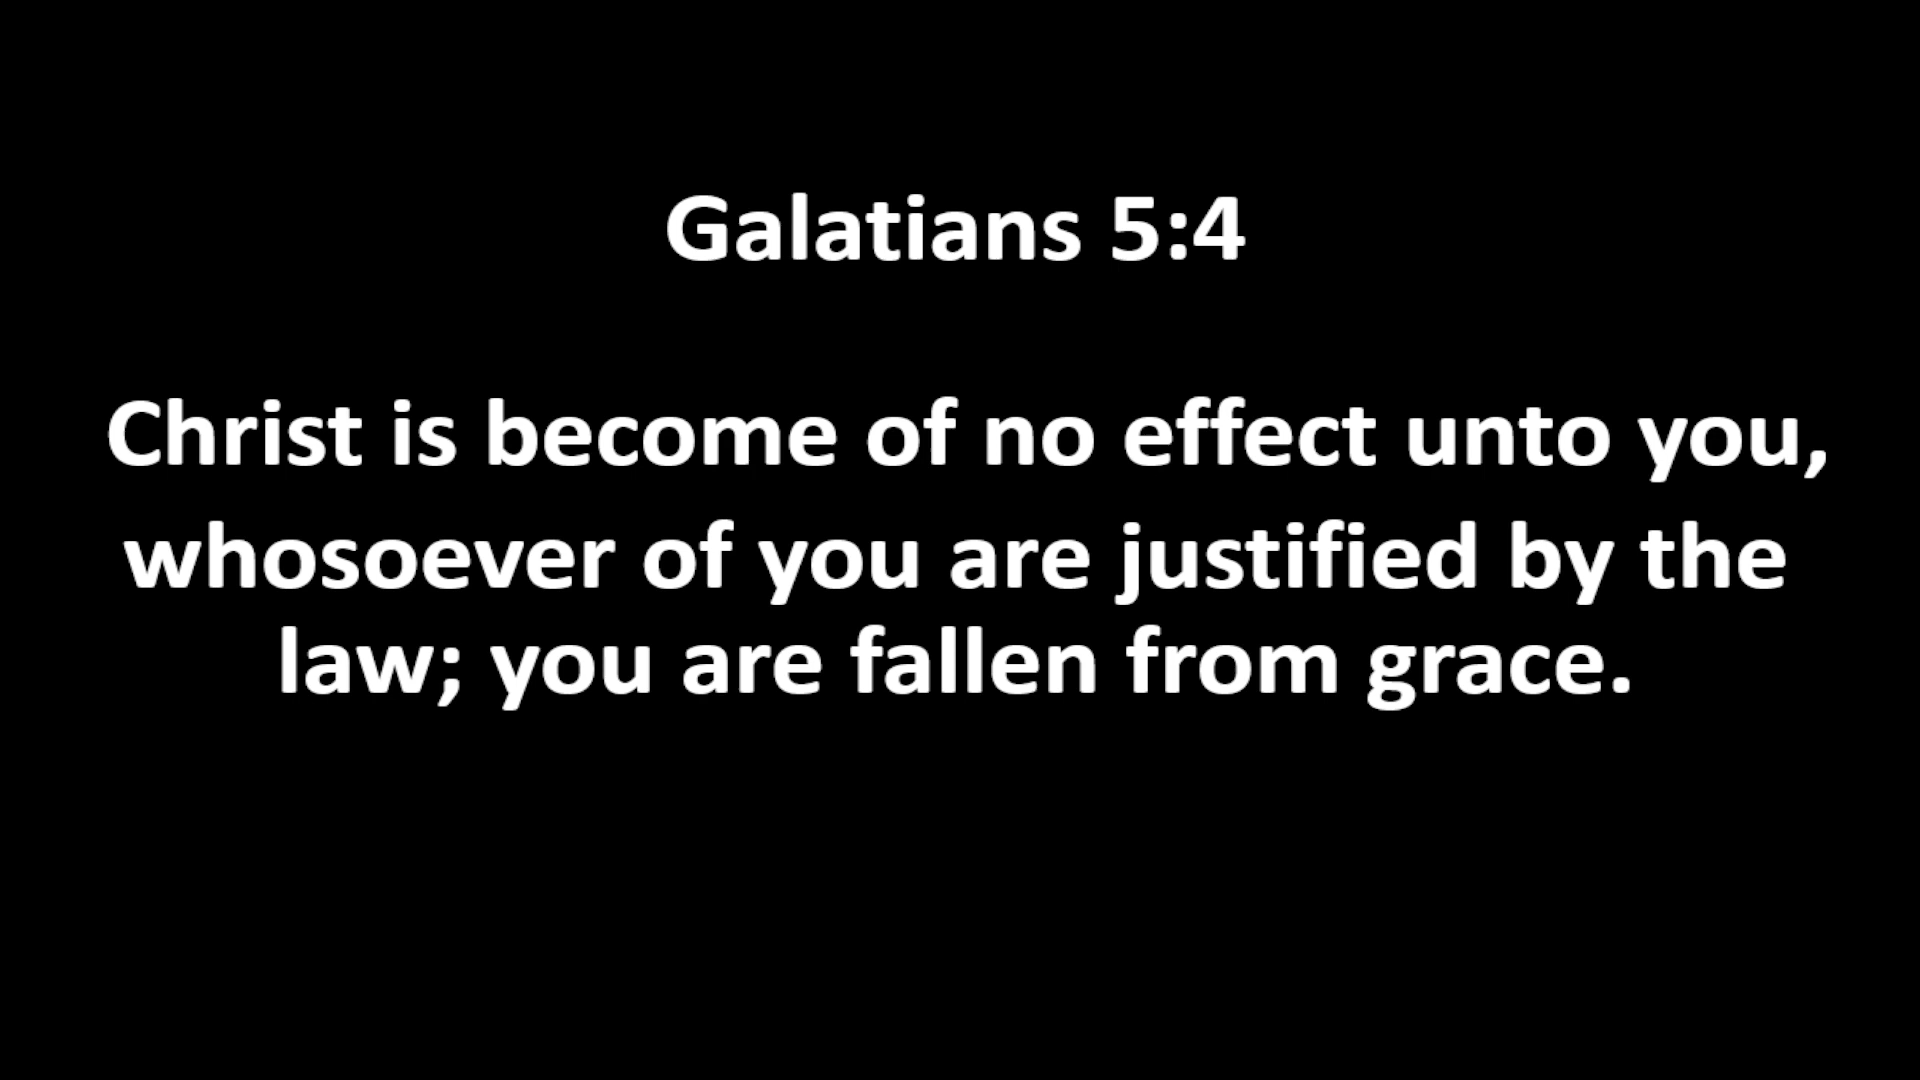 Galatians 5:4
Christ is become of no effect unto you,
whosoever of you are justified by the
law; you are fallen from grace.